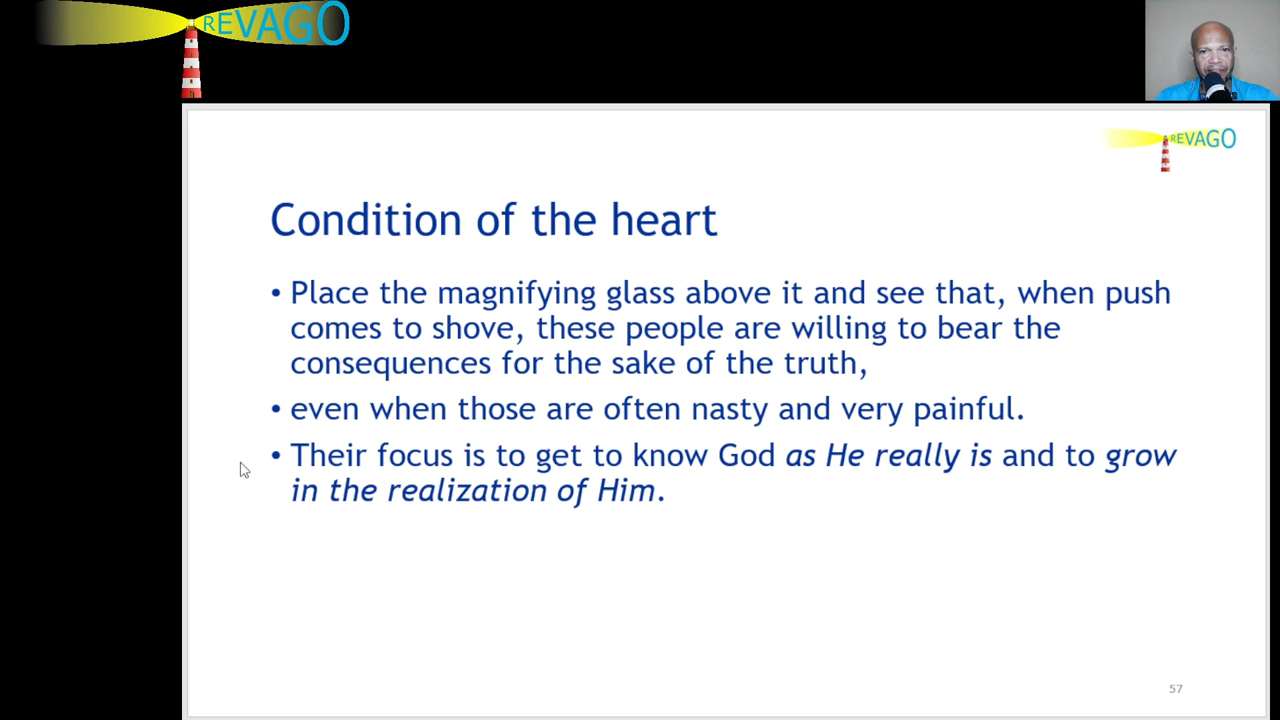 REVAGO
REVAGO
Condition of the heart
• Place the magnifying glass above it and see that, when push
comes to shove, these people are willing to bear the
consequences for the sake of the truth,
• even when those are often nasty and very painful.
• Their focus is to get to know God as He really is and to grow
in the realization of Him.
57